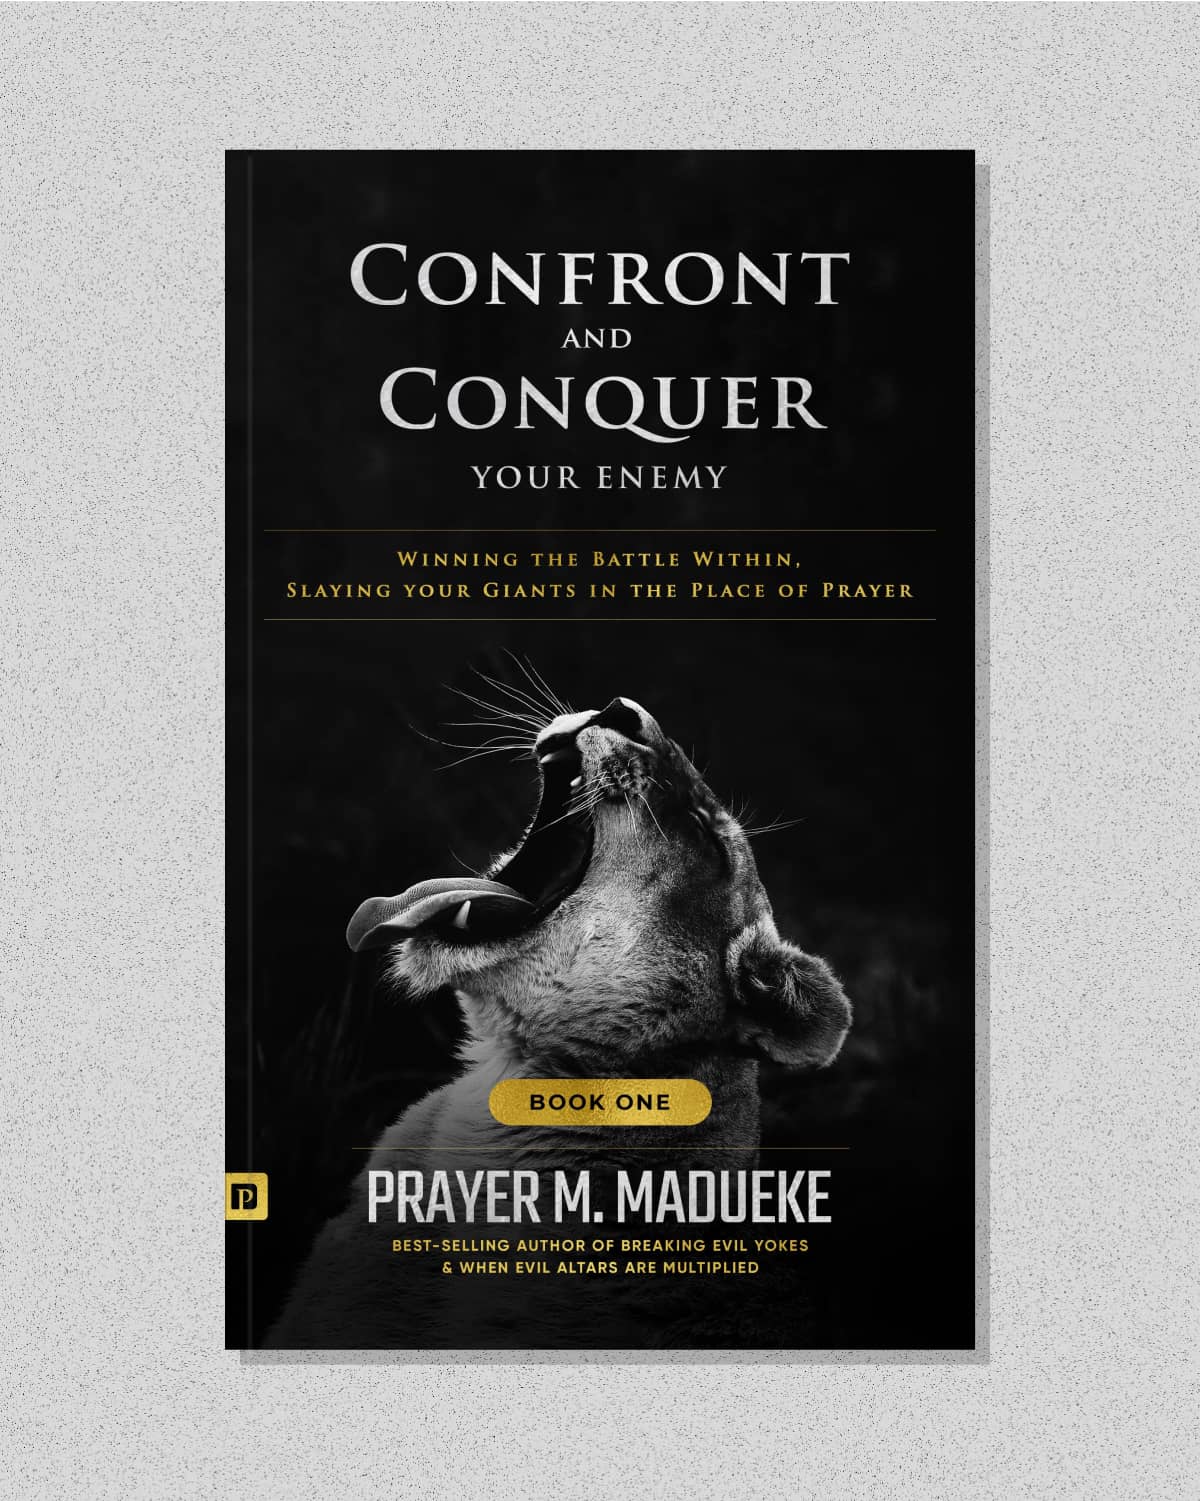 CONFRONT
AND
CONQUER
YOUR ENEMY
WINNING THE BATTLE WITHIN,
SLAYING YOUR GIANTS IN THE PLACE OF PRAYER
BOOK ONE
P
PRAYER M. MADUEKE
BEST-SELLING AUTHOR OF BREAKING EVIL YOKES
& WHEN EVIL ALTARS ARE MULTIPLIED